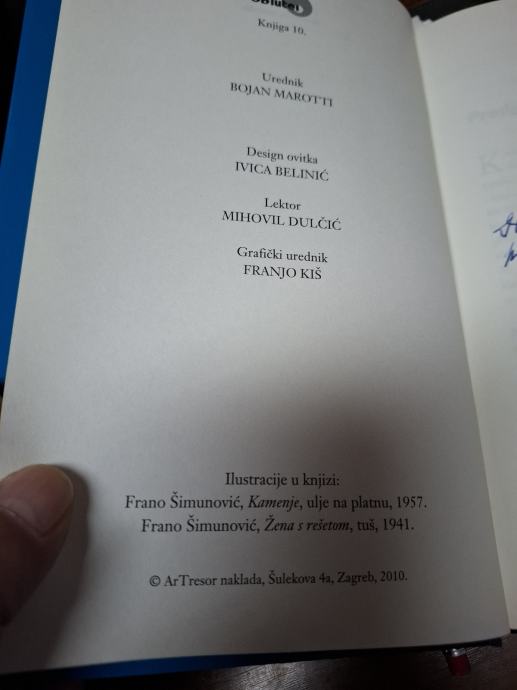 Knjiga 10.
Urednik
BOJAN MAROTTI
Design ovitka
IVICA BELINIĆ
Lektor
MIHOVIL DULČIĆ
Grafički urednik
FRANJO KIŠ
Ilustracije u knjizi:
Frano Šimunović, Kamenje, ulje na platnu, 1957.
Frano Šimunović, Žena s rešetom, tuš, 1941.
© ArTresor naklada, Šulekova 4a, Zagreb, 2010.